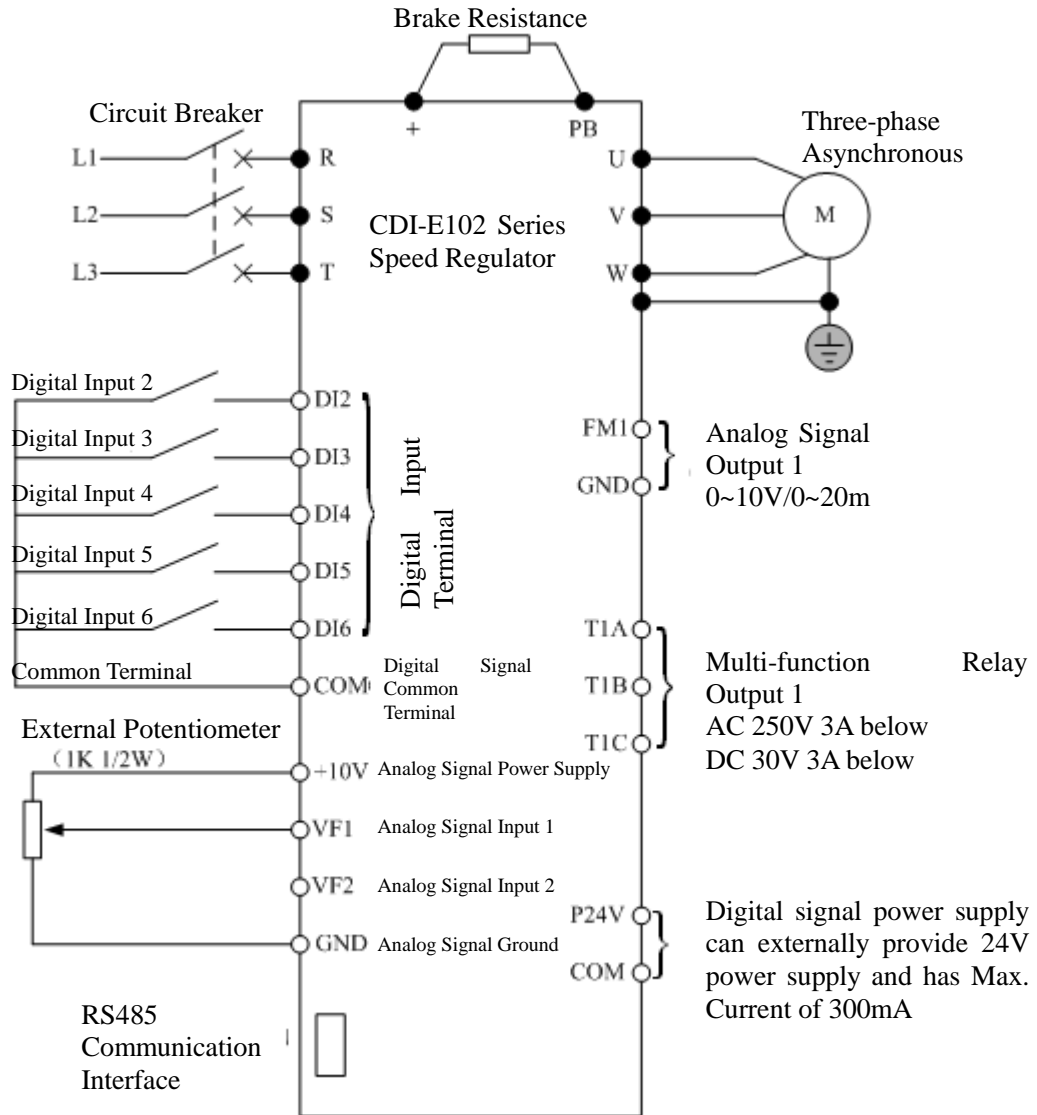 Brake Resistance
Circuit Breaker
+
PB
Three-phase
Asynchronous
L1
R
U
L2
S
V
M
CDI-E102 Series
Speed Regulator
L3
T
W
Digital Input 2
DI2
Digital Input 3
DI3
Digital Input 4
DI4
Digital Input 5
DI5
Digital Input 6
DI6
Digital Input
Terminal
Common Terminal
COM
Digital Signal
Common
Terminal
FM1
GND
Analog Signal
Output 1
0~10V/0~20m
T1A
T1B
T1C
Multi-function Relay
Output 1
AC 250V 3A below
DC 30V 3A below
External Potentiometer
(1K 1/2W)
+10V
Analog Signal Power Supply
VF1
Analog Signal Input 1
VF2
Analog Signal Input 2
GND
Analog Signal Ground
P24V
COM
Digital signal power supply
can externally provide 24V
power supply and has Max.
Current of 300mA
RS485
Communication
Interface